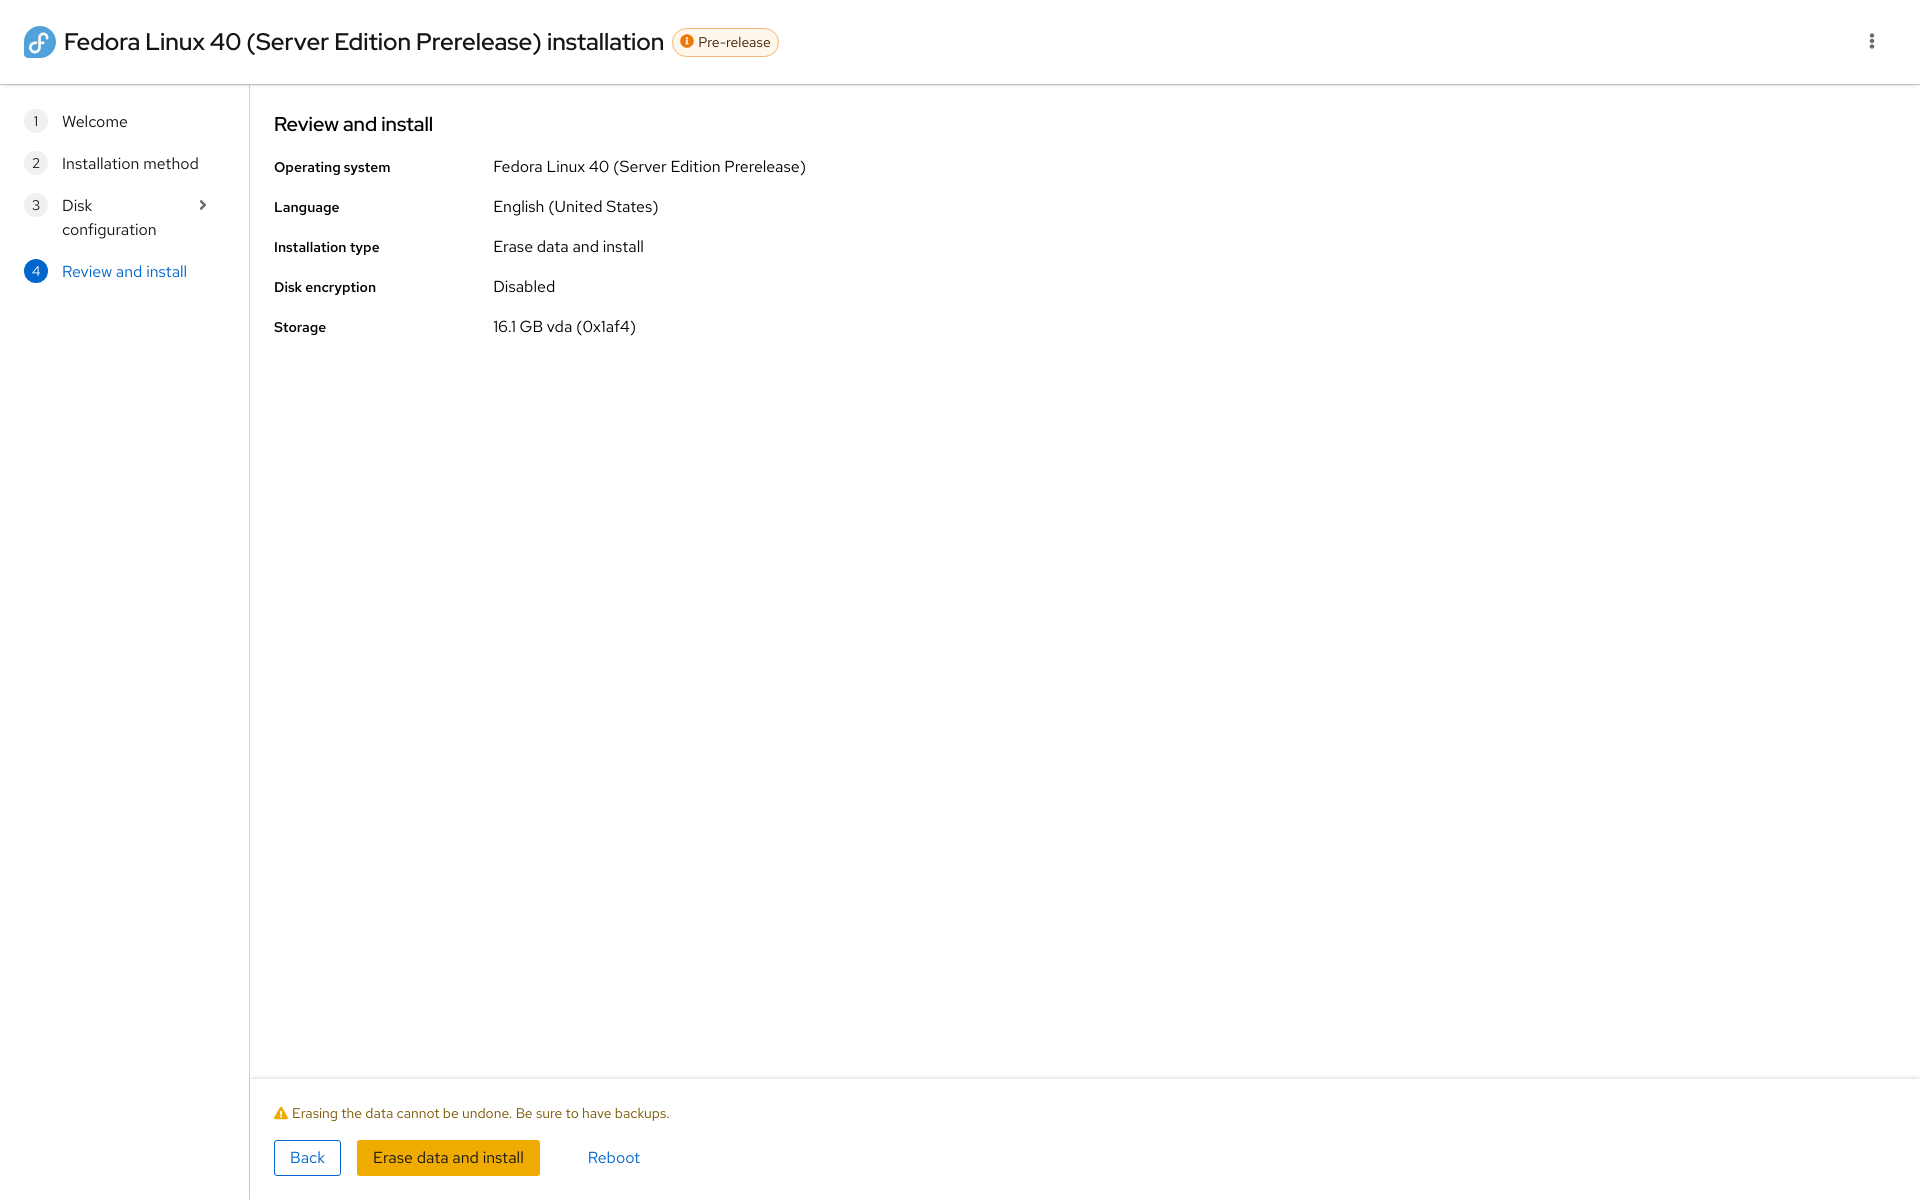 Fedora Linux 40 (Server Edition Prerelease) installation
Pre-release
1 Welcome
2 Installation method
3 Disk
configuration
4 Review and install
Review and install
Operating system Fedora Linux 40 (Server Edition Prerelease)
Language English (United States)
Installation type Erase data and install
Disk encryption Disabled
Storage 16.1 GB vda (0x1af4)
Erasing the data cannot be undone. Be sure to have backups.
Back Erase data and install Reboot